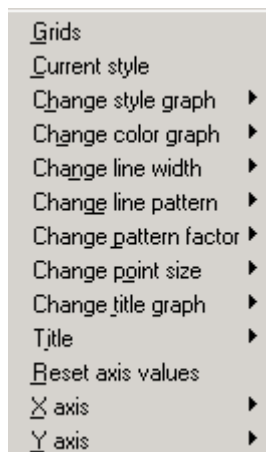 Grids
Current style
Change style graph
Change color graph
Change line width
Change line pattern
Change pattern factor
Change point size
Change title graph
Title
Reset axis values
X axis
Y axis